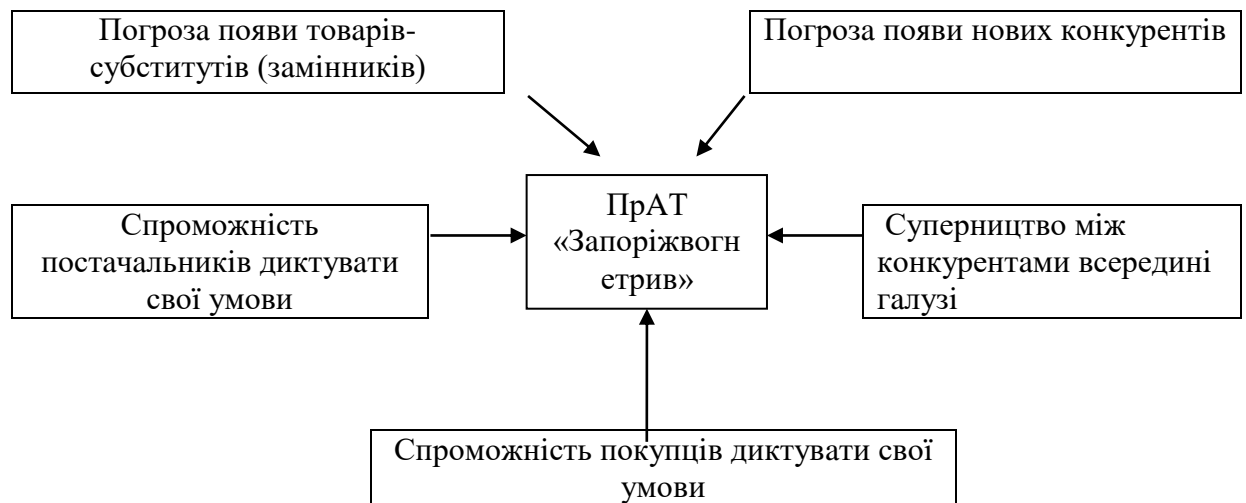 Погроза появи товарів-
субститутів (замінників)
Погроза появи нових конкурентів
Спроможність
постачальників диктувати
свої умови
ПрАТ
«Запоріжвогн
етрив»
Суперництво між
конкурентами всередині
галузі
Спроможність покупців диктувати свої
умови